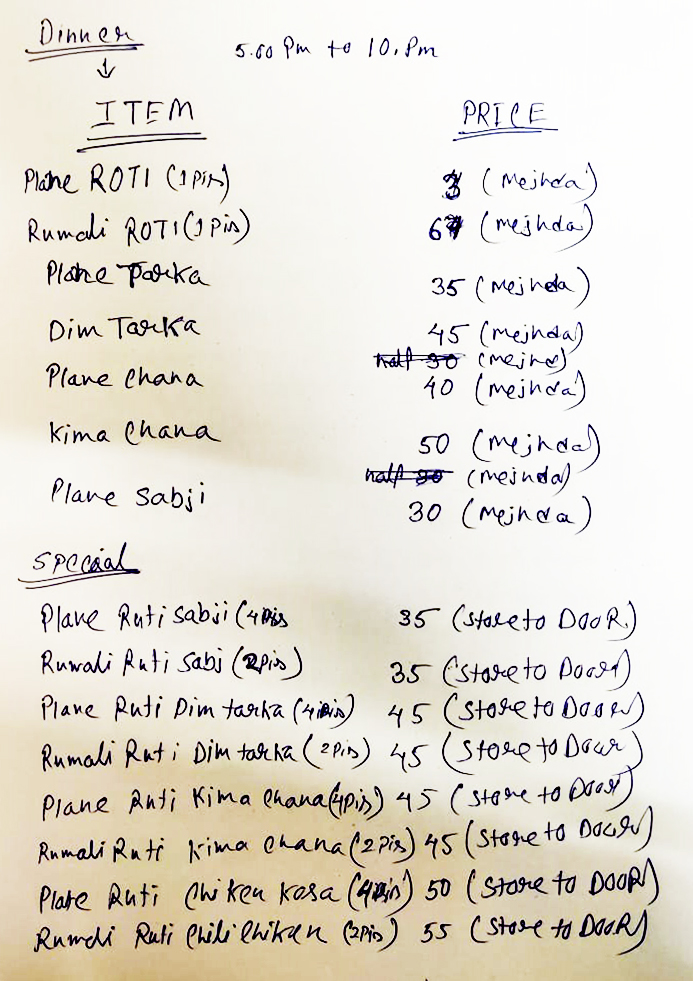 Dinner
5.00 Pm to 10. Pm
ITEM PRICE
Plane ROTI (1 Pis) 3 (Mejhda)
Rumali ROTI (1 Pis) 6 (mejhda)
Plane Tarka 35 (Mejhda)
Dim Tarka 45 (Mejhda)
half 30 (mejhd)
Plane Chana 40 (mejhda)
Kima Chana 50 (Mejhda)
half (mejhda)
Plane Sabji 30 (Mejhda)
Special
Plane Ruti Sabji (4 Pis 35 (Store to DooR)
Rumali Ruti Sabj (2 Pis) 35 (Store to Door)
Plane Ruti Dim tarka (4 Pis) 45 (Store to Door)
Rumali Ruti Dim tarka (2 Pis) 45 (Store to Door)
Plane Ruti Kima Chana (4 Pis) 45 (Store to Door)
Rumali Ruti Kima Chana (2 Pis) 45 (Store to Door)
Plane Ruti Chiken Kosa (4 Pis) 50 (Store to DooR)
Rumali Ruti Chili Chiken (2 Pis) 55 (Store to DooR)